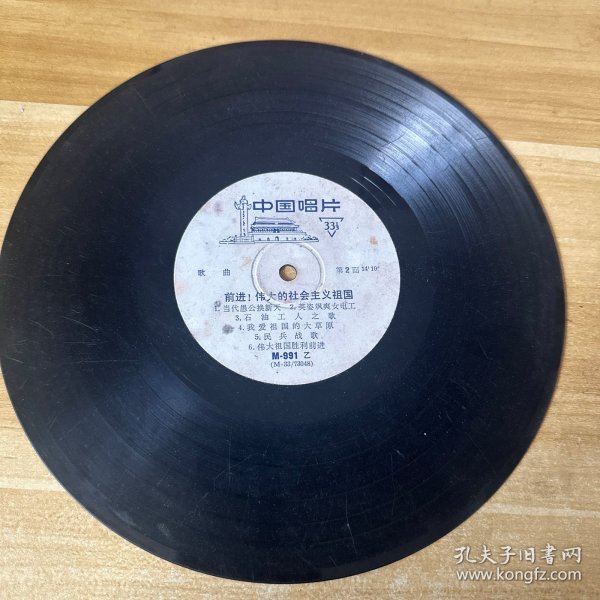 中国唱片
33⅓
歌曲 第2面 14′19″
前进！伟大的社会主义祖国
1.当代愚公换新天 2.英姿飒爽女电工
3.石油工人之歌
4.我爱祖国的大草原
5.民兵战歌
6.伟大祖国胜利前进
M-991 乙
(M-33/73048)
孔夫子旧书网
www.kongfz.com